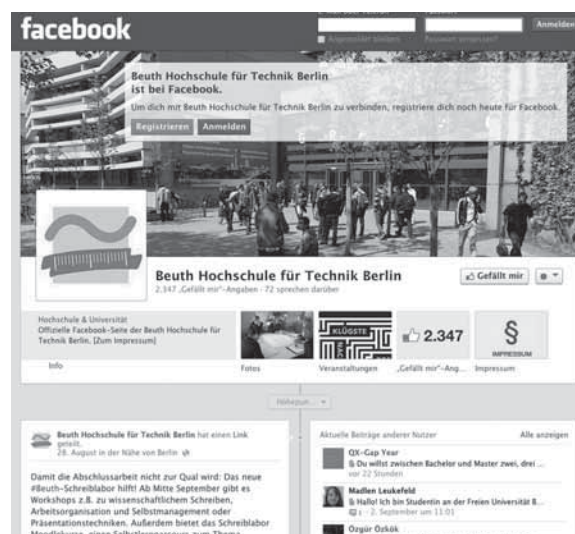 facebook
Anmelden
Angemeldet bleiben
Passwort vergessen?
Beuth Hochschule für Technik Berlin
ist bei Facebook.
Um dich mit Beuth Hochschule für Technik Berlin zu verbinden, registriere dich noch heute für Facebook.
Registrieren Anmelden
Beuth Hochschule für Technik Berlin
2.347 „Gefällt mir“-Angaben · 72 sprechen darüber
Gefällt mir
Hochschule & Universität
Offizielle Facebook-Seite der Beuth Hochschule für
Technik Berlin. [Zum Impressum]
Info
Fotos
KLÜGSTE
Veranstaltungen
2.347
„Gefällt mir“-Ang...
§
IMPRESSUM
Impressum
Höhepun...
Beuth Hochschule für Technik Berlin hat einen Link
geteilt.
28. August in der Nähe von Berlin
Damit die Abschlussarbeit nicht zur Qual wird: Das neue
#Beuth-Schreiblabor hilft! Ab Mitte September gibt es
Workshops z.B. zu wissenschaftlichem Schreiben,
Arbeitsorganisation und Selbstmanagement oder
Präsentationstechniken. Außerdem bietet das Schreiblabor
Aktuelle Beiträge anderer Nutzer Alle anzeigen
QX-Gap Year
Du willst zwischen Bachelor und Master zwei, drei ...
vor 22 Stunden
Madlen Leukefeld
Hallo! Ich bin Studentin an der Freien Universität B...
1 · 2. September um 11:01
Özgür Özkök